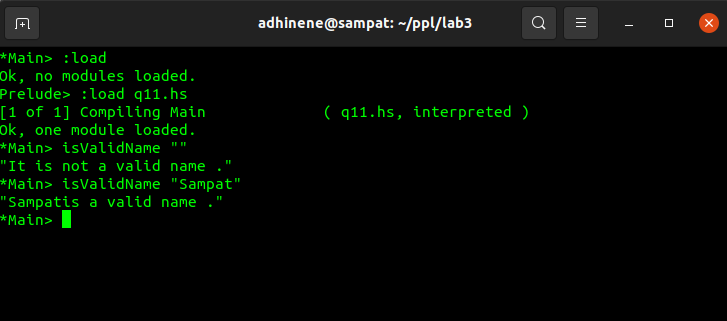 adhinene@sampat: ~/ppl/lab3
*Main> :load
Ok, no modules loaded.
Prelude> :load q11.hs
[1 of 1] Compiling Main             ( q11.hs, interpreted )
Ok, one module loaded.
*Main> isValidName ""
"It is not a valid name ."
*Main> isValidName "Sampat"
"Sampatis a valid name ."
*Main>